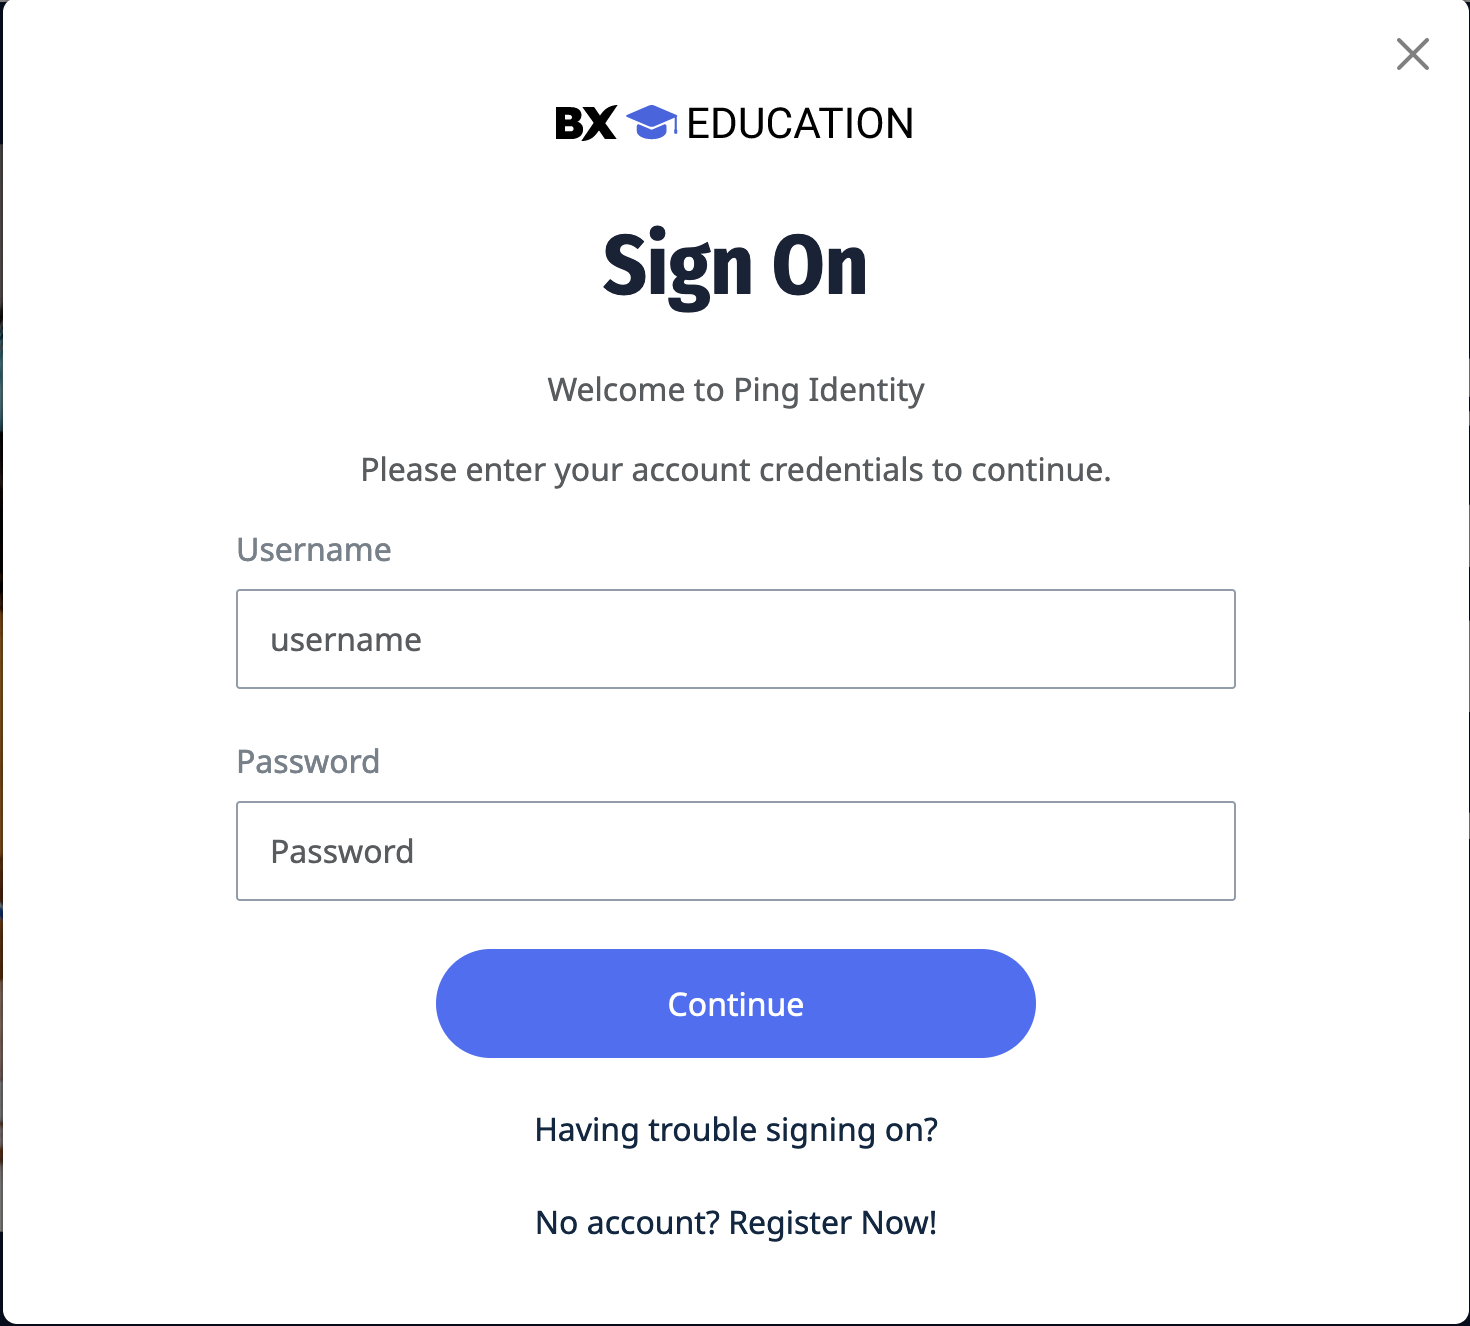 BX EDUCATION
Sign On
Welcome to Ping Identity
Please enter your account credentials to continue.
Username
username
Password
Password
Continue
Having trouble signing on?
No account? Register Now!